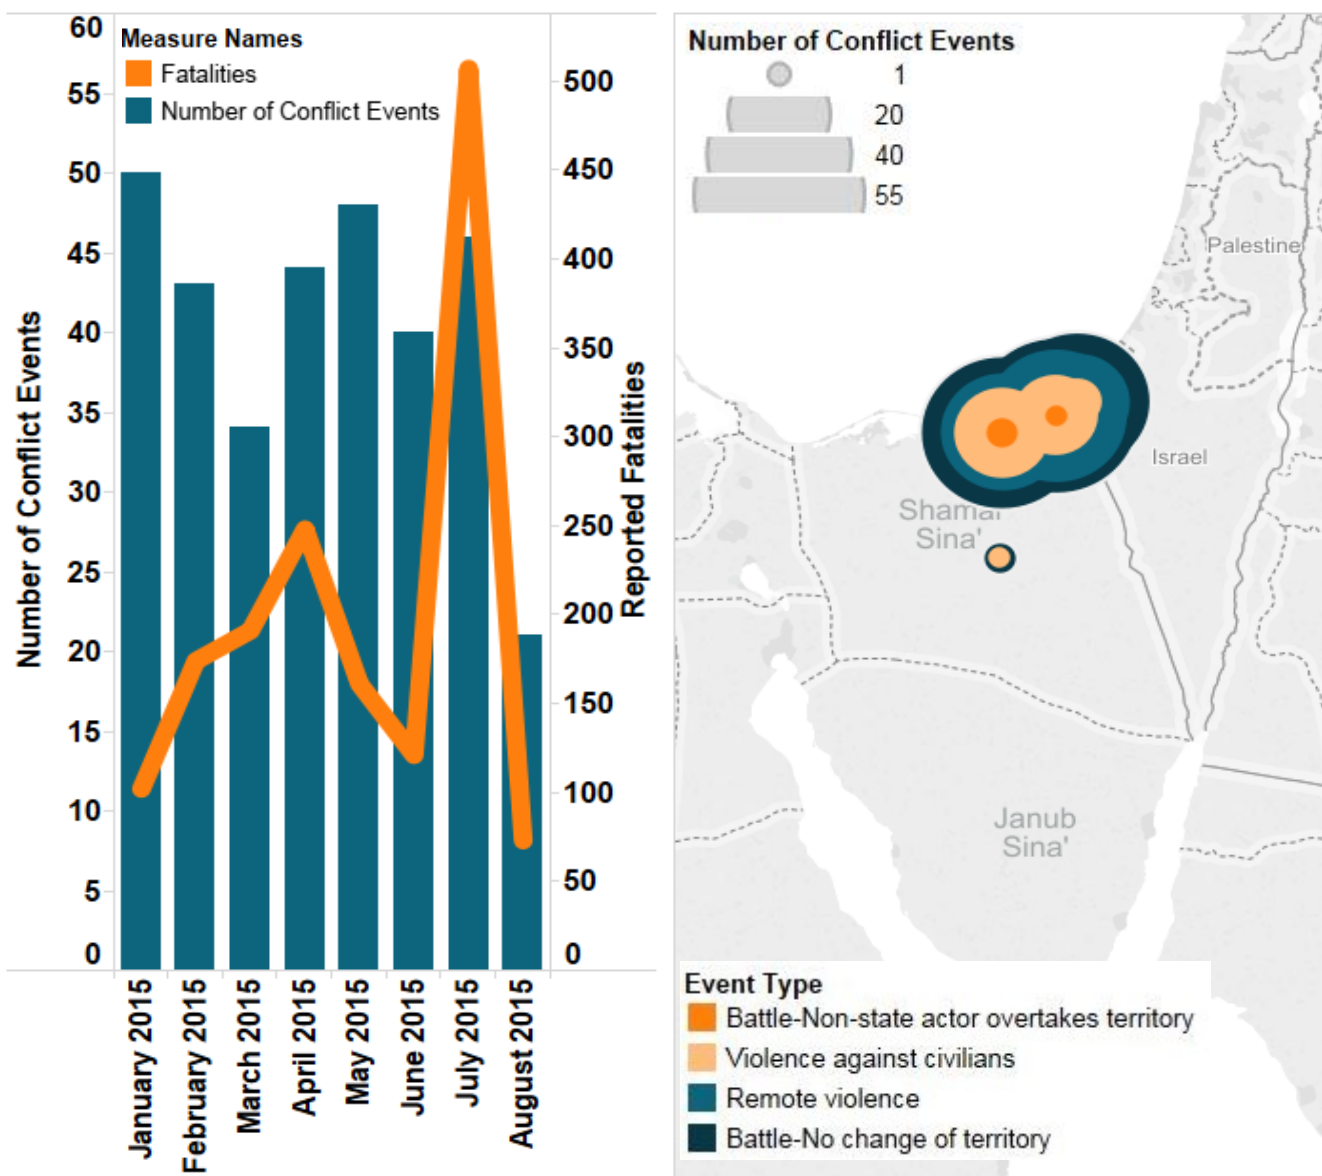 Measure Names
Fatalities
Number of Conflict Events
60
55
50
45
40
35
30
25
20
15
10
5
0
Number of Conflict Events
500
450
400
350
300
250
200
150
100
50
0
Reported Fatalities
January 2015
February 2015
March 2015
April 2015
May 2015
June 2015
July 2015
August 2015
Number of Conflict Events
1
20
40
55
Palestine
Israel
Shamal
Sina'
Janub
Sina'
Event Type
Battle-Non-state actor overtakes territory
Violence against civilians
Remote violence
Battle-No change of territory